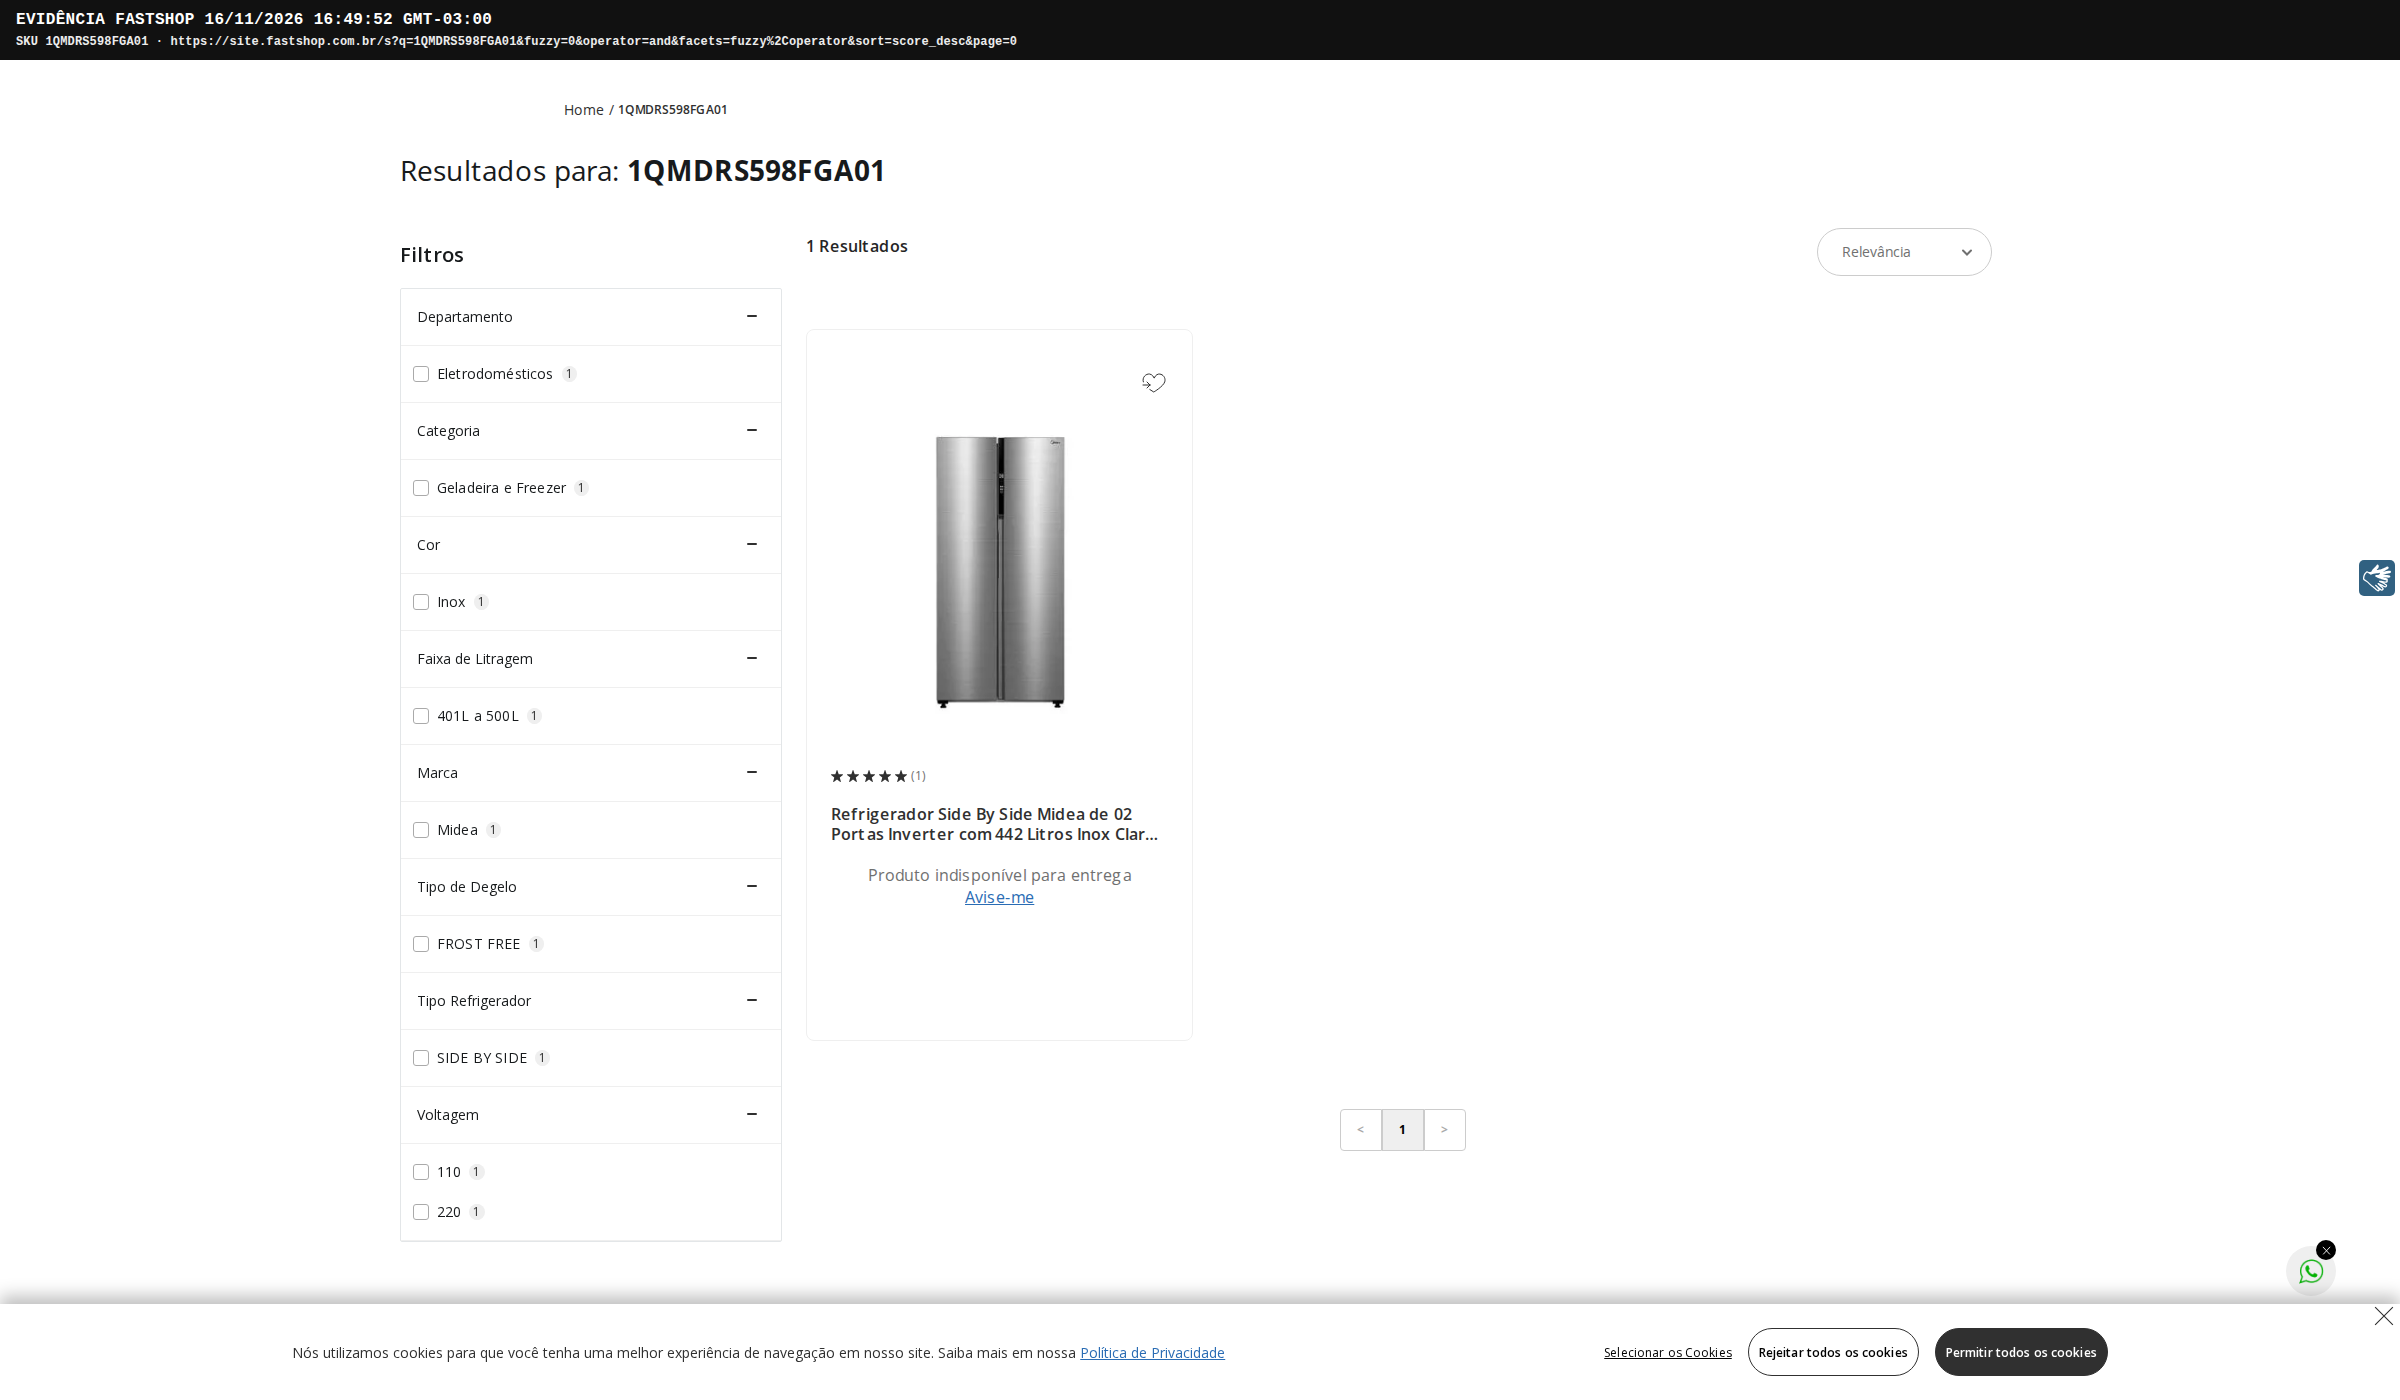 EVIDÊNCIA FASTSHOP 16/11/2026 16:49:52 GMT-03:00
SKU 1QMDRS598FGA01 · https://site.fastshop.com.br/s?q=1QMDRS598FGA01&fuzzy=0&operator=and&facets=fuzzy%2Coperator&sort=score_desc&page=0
Home / 1QMDRS598FGA01
Resultados para: 1QMDRS598FGA01
Filtros
Departamento
Eletrodomésticos 1
Categoria
Geladeira e Freezer 1
Cor
Inox 1
Faixa de Litragem
401L a 500L 1
Marca
Midea 1
Tipo de Degelo
FROST FREE 1
Tipo Refrigerador
SIDE BY SIDE 1
Voltagem
110 1
220 1
1 Resultados
Relevância
(1)
Refrigerador Side By Side Midea de 02
Portas Inverter com 442 Litros Inox Clar...
Produto indisponível para entrega
Avise-me
< 1 >
Nós utilizamos cookies para que você tenha uma melhor experiência de navegação em nosso site. Saiba mais em nossa Política de Privacidade
Selecionar os Cookies
Rejeitar todos os cookies
Permitir todos os cookies